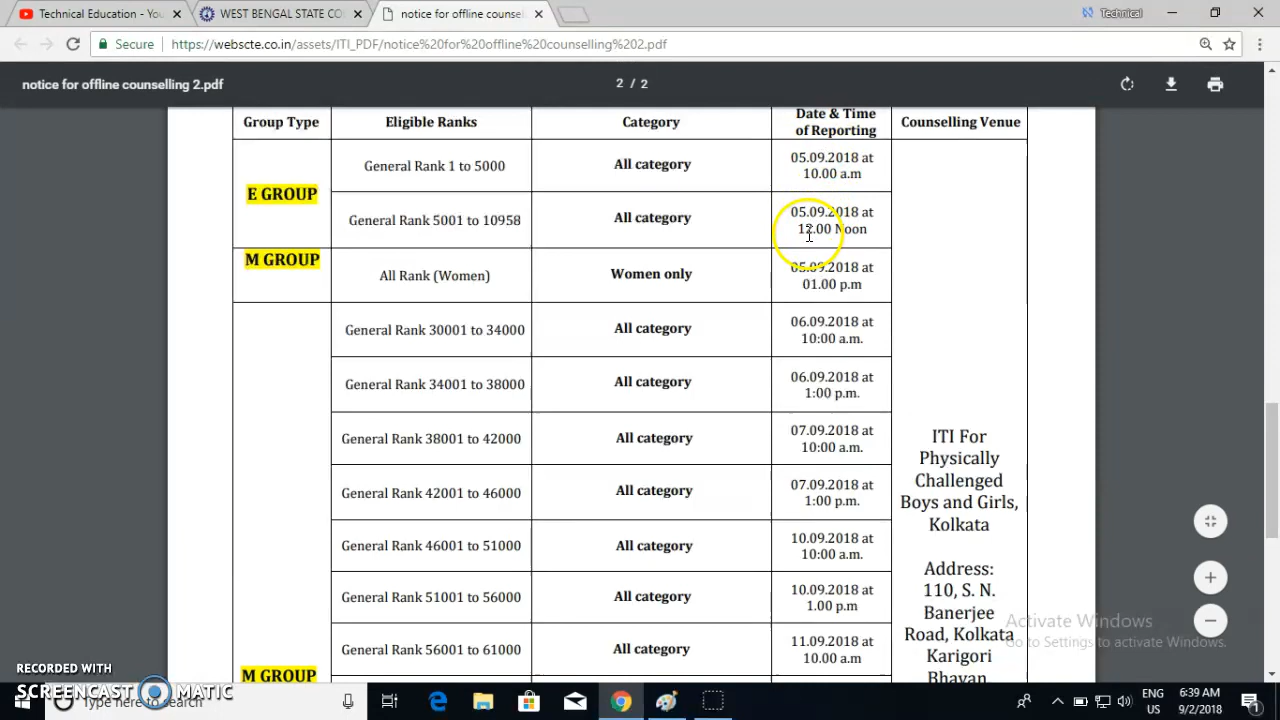 Technical Education - You
WEST BENGAL STATE CO
notice for offline counsel
Technical
Secure
https://webscte.co.in/assets/ITI_PDF/notice%20for%20offline%20counselling%202.pdf
notice for offline counselling 2.pdf
2 / 2
Group Type
Eligible Ranks
Category
Date & Time
of Reporting
Counselling Venue
E GROUP
General Rank 1 to 5000
All category
05.09.2018 at
10.00 a.m
General Rank 5001 to 10958
All category
05.09.2018 at
12.00 Noon
M GROUP
All Rank (Women)
Women only
05.09.2018 at
01.00 p.m
General Rank 30001 to 34000
All category
06.09.2018 at
10:00 a.m.
General Rank 34001 to 38000
All category
06.09.2018 at
1:00 p.m.
General Rank 38001 to 42000
All category
07.09.2018 at
10:00 a.m.
General Rank 42001 to 46000
All category
07.09.2018 at
1:00 p.m.
General Rank 46001 to 51000
All category
10.09.2018 at
10:00 a.m.
General Rank 51001 to 56000
All category
10.09.2018 at
1.00 p.m
General Rank 56001 to 61000
All category
11.09.2018 at
10.00 a.m
M GROUP
ITI For
Physically
Challenged
Boys and Girls,
Kolkata
Address:
110, S. N.
Banerjee
Road, Kolkata
Karigori
Bhavan
Activate Windows
Go to Settings to activate Windows.
RECORDED WITH
SCREENCAST MATIC
Type here to search
ENG
US
6:39 AM
9/2/2018
1